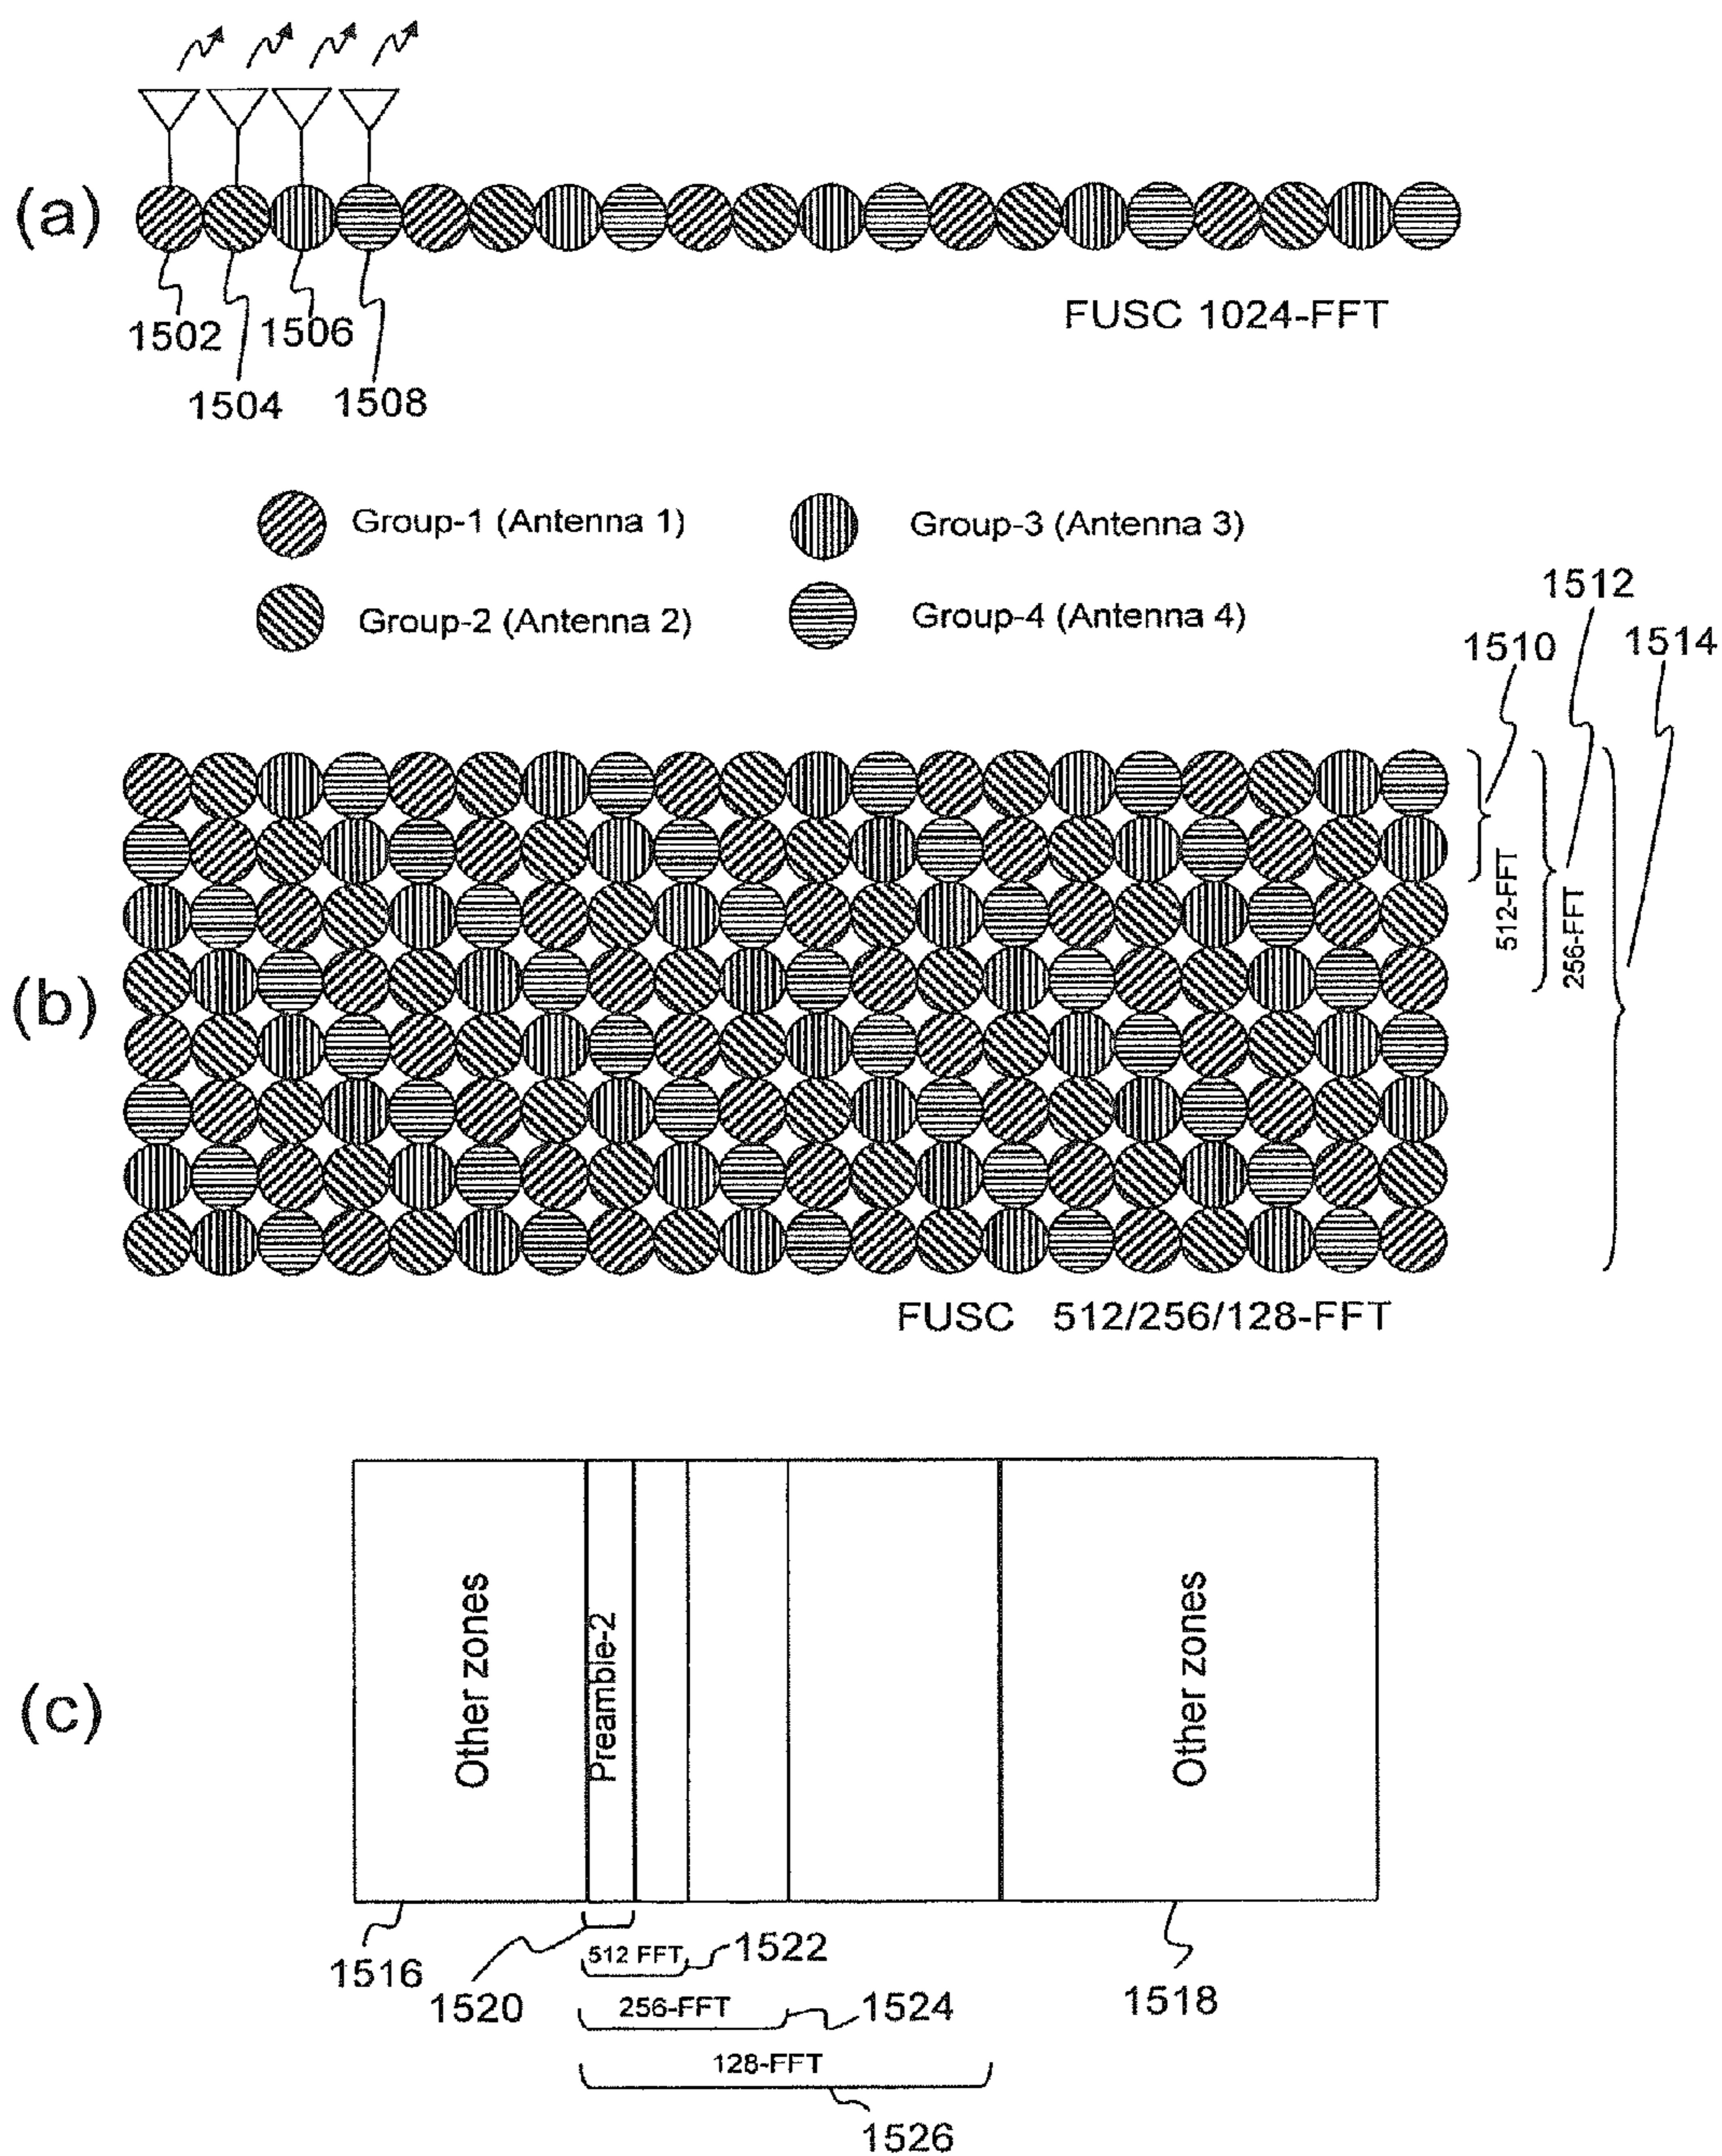 (a)
1502 1506
1504 1508
FUSC 1024-FFT
Group-1 (Antenna 1)
Group-3 (Antenna 3)
Group-2 (Antenna 2)
Group-4 (Antenna 4)
1512
1510
1514
(b)
512-FFT
256-FFT
FUSC 512/256/128-FFT
(c)
Other zones
Preamble-2
Other zones
1516
1520
512 FFT
1522
256-FFT
1524
1518
128-FFT
1526